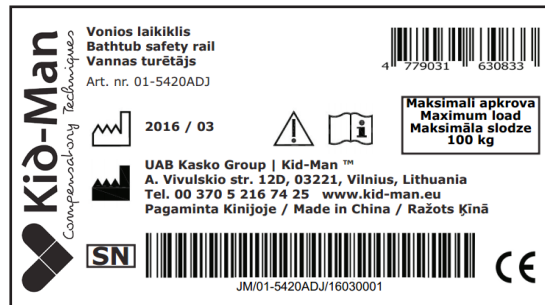 Kid-Man
Compensatory Techniques
Vonios laikiklis
Bathtub safety rail
Vannas turētājs
Art. nr. 01-5420ADJ
4 779031 630833
2016 / 03
Maksimali apkrova
Maximum load
Maksimāla slodze
100 kg
UAB Kasko Group | Kid-Man ™
A. Vivulskio str. 12D, 03221, Vilnius, Lithuania
Tel. 00 370 5 216 74 25 www.kid-man.eu
Pagaminta Kinijoje / Made in China / Ražots Ķīnā
SN
JM/01-5420ADJ/16030001
CE